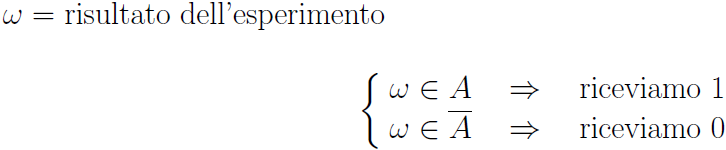 ω = risultato dell'esperimento
{ ω ∈ A ⇒ riceviamo 1
ω ∈ A̅ ⇒ riceviamo 0